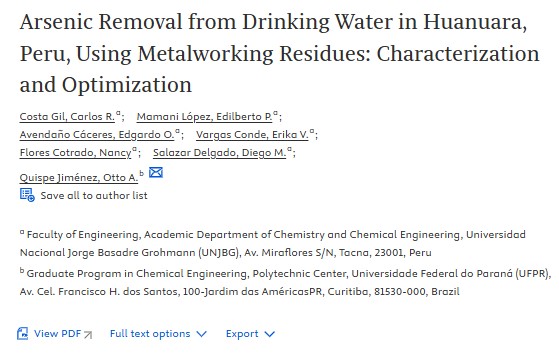 Arsenic Removal from Drinking Water in Huanuara,
Peru, Using Metalworking Residues: Characterization
and Optimization
Costa Gil, Carlos R.ᵃ; Mamani López, Edilberto P.ᵃ;
Avendaño Cáceres, Edgardo O.ᵃ; Vargas Conde, Erika V.ᵃ;
Flores Cotrado, Nancyᵃ; Salazar Delgado, Diego M.ᵃ;
Quispe Jiménez, Otto A.ᵇ
Save all to author list
ᵃ Faculty of Engineering, Academic Department of Chemistry and Chemical Engineering, Universidad
Nacional Jorge Basadre Grohmann (UNJBG), Av. Miraflores S/N, Tacna, 23001, Peru
ᵇ Graduate Program in Chemical Engineering, Polytechnic Center, Universidade Federal do Paraná (UFPR),
Av. Cel. Francisco H. dos Santos, 100-Jardim das AméricasPR, Curitiba, 81530-000, Brazil
View PDF Full text options Export